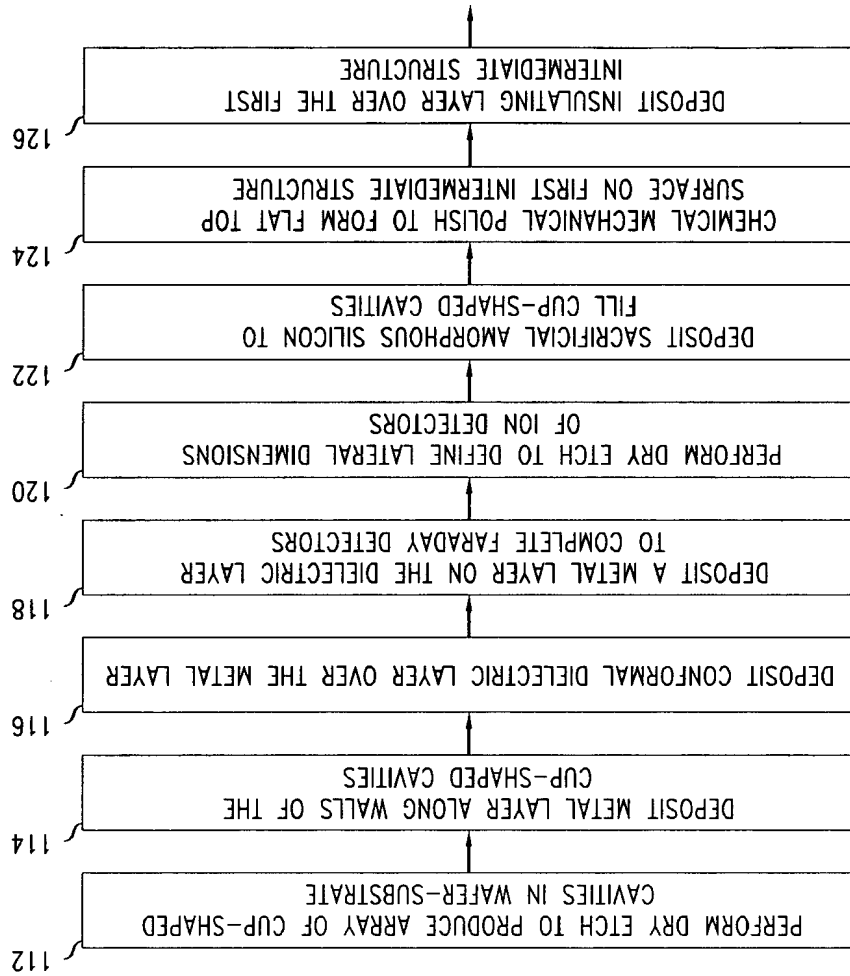 112
PERFORM DRY ETCH TO PRODUCE ARRAY OF CUP-SHAPED
CAVITIES IN WAFER-SUBSTRATE
114
DEPOSIT METAL LAYER ALONG WALLS OF THE
CUP-SHAPED CAVITIES
116
DEPOSIT CONFORMAL DIELECTRIC LAYER OVER THE METAL LAYER
118
DEPOSIT A METAL LAYER ON THE DIELECTRIC LAYER
TO COMPLETE FARADAY DETECTORS
120
PERFORM DRY ETCH TO DEFINE LATERAL DIMENSIONS
OF ION DETECTORS
122
DEPOSIT SACRIFICIAL AMORPHOUS SILICON TO
FILL CUP-SHAPED CAVITIES
124
CHEMICAL MECHANICAL POLISH TO FORM FLAT TOP
SURFACE ON FIRST INTERMEDIATE STRUCTURE
126
DEPOSIT INSULATING LAYER OVER THE FIRST
INTERMEDIATE STRUCTURE